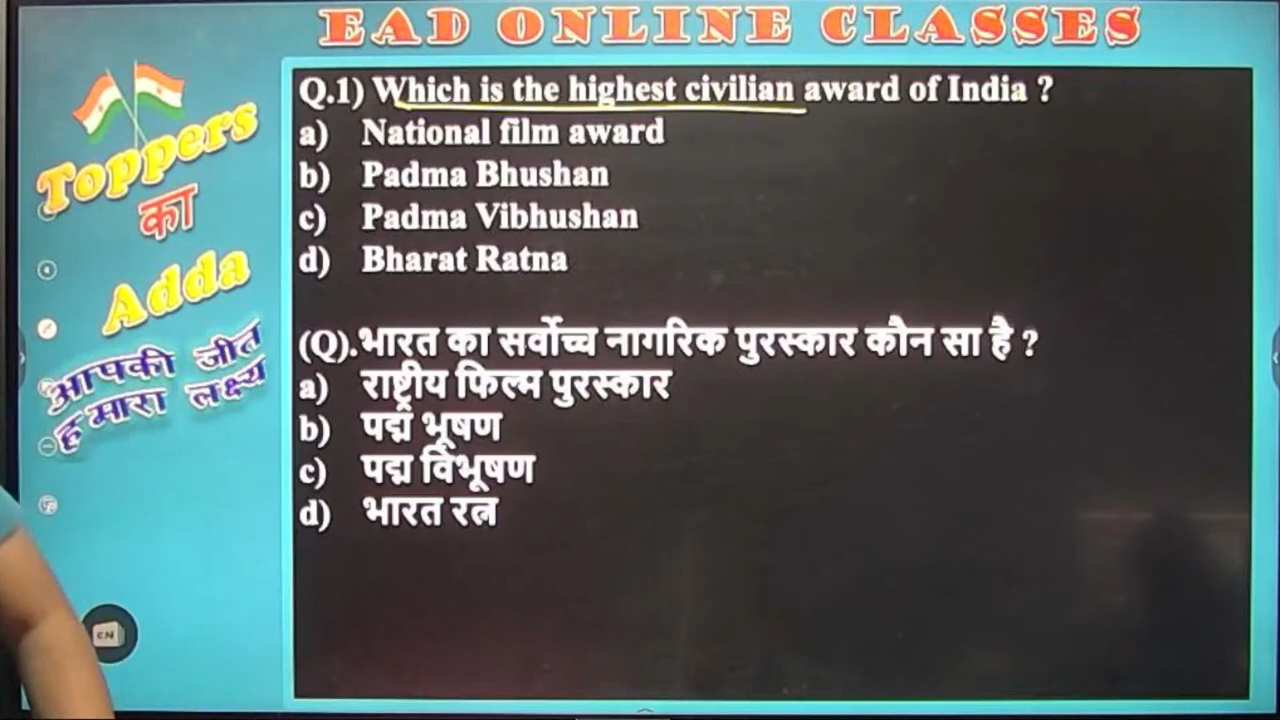 EAD ONLINE CLASSES
Toppers
का
Adda
आपकी जीत
हमारा लक्ष्य
Q.1) Which is the highest civilian award of India ?
a) National film award
b) Padma Bhushan
c) Padma Vibhushan
d) Bharat Ratna
(Q).भारत का सर्वोच्च नागरिक पुरस्कार कौन सा है ?
a) राष्ट्रीय फिल्म पुरस्कार
b) पद्म भूषण
c) पद्म विभूषण
d) भारत रत्न
EN